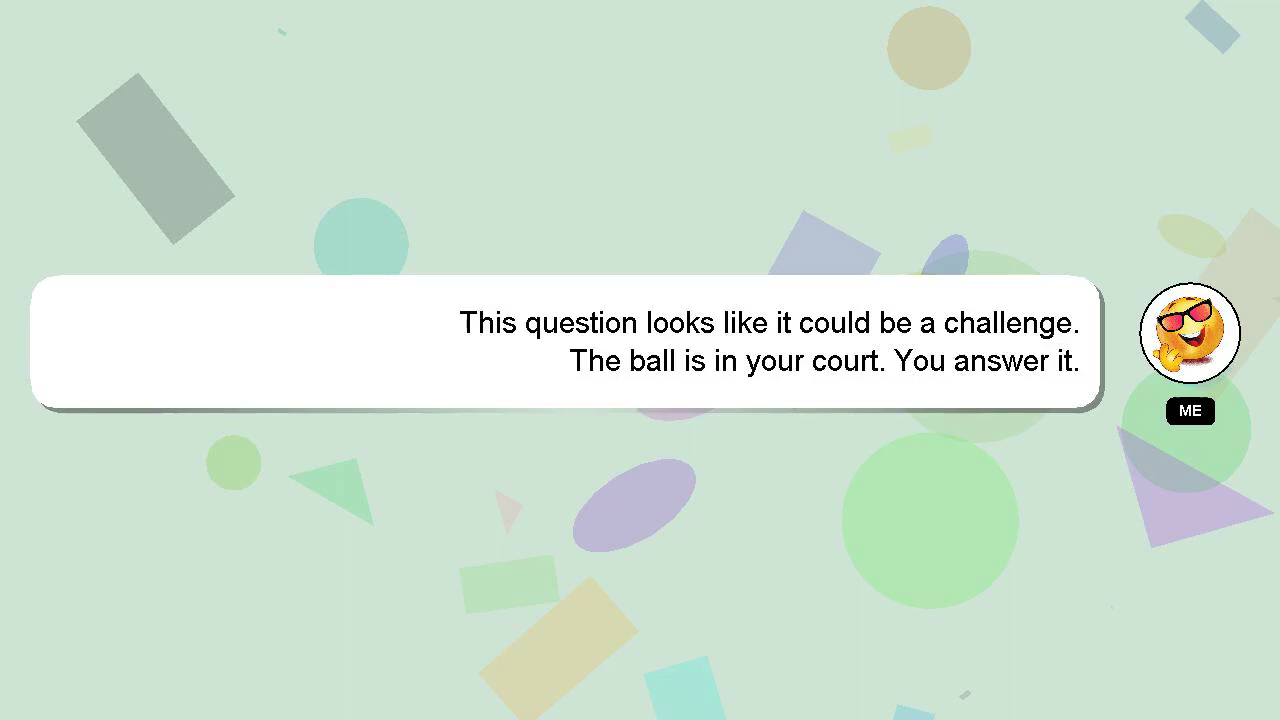 This question looks like it could be a challenge.
The ball is in your court. You answer it.
ME